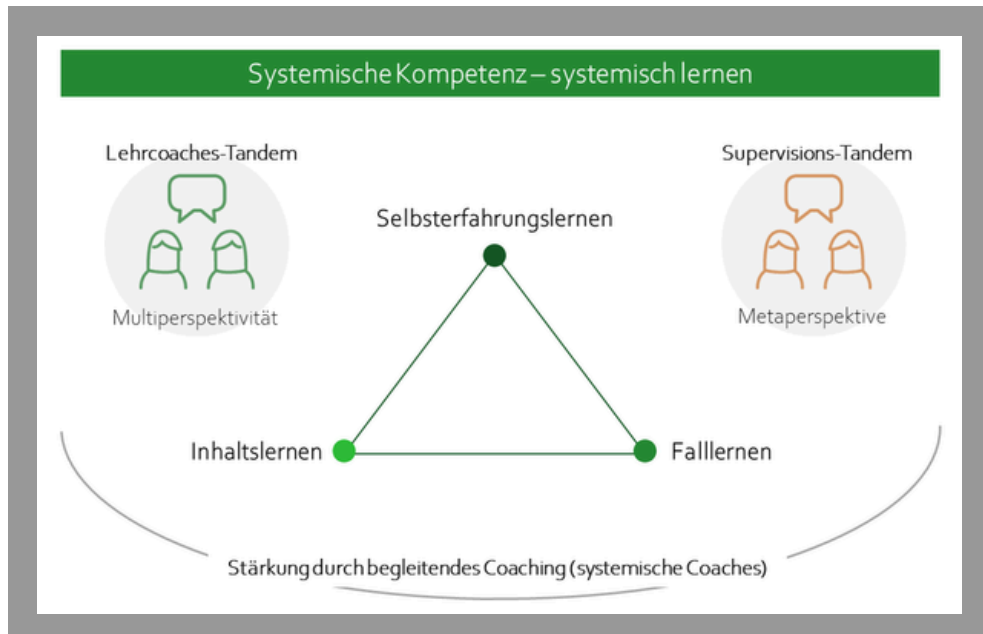 Systemische Kompetenz – systemisch lernen
Lehrcoaches-Tandem
Supervisions-Tandem
Selbsterfahrungslernen
Multiperspektivität
Metaperspektive
Inhaltslernen
Falllernen
Stärkung durch begleitendes Coaching (systemische Coaches)